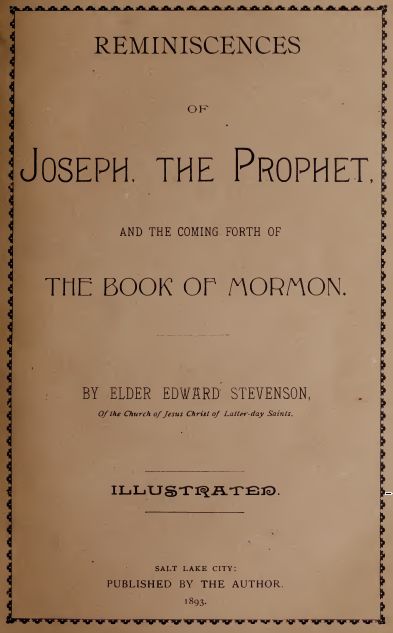 REMINISCENCES
OF
JOSEPH, THE PROPHET,
AND THE COMING FORTH OF
THE BOOK OF MORMON.
BY ELDER EDWARD STEVENSON,
Of the Church of Jesus Christ of Latter-day Saints.
ILLUSTRATED.
SALT LAKE CITY:
PUBLISHED BY THE AUTHOR.
1893.